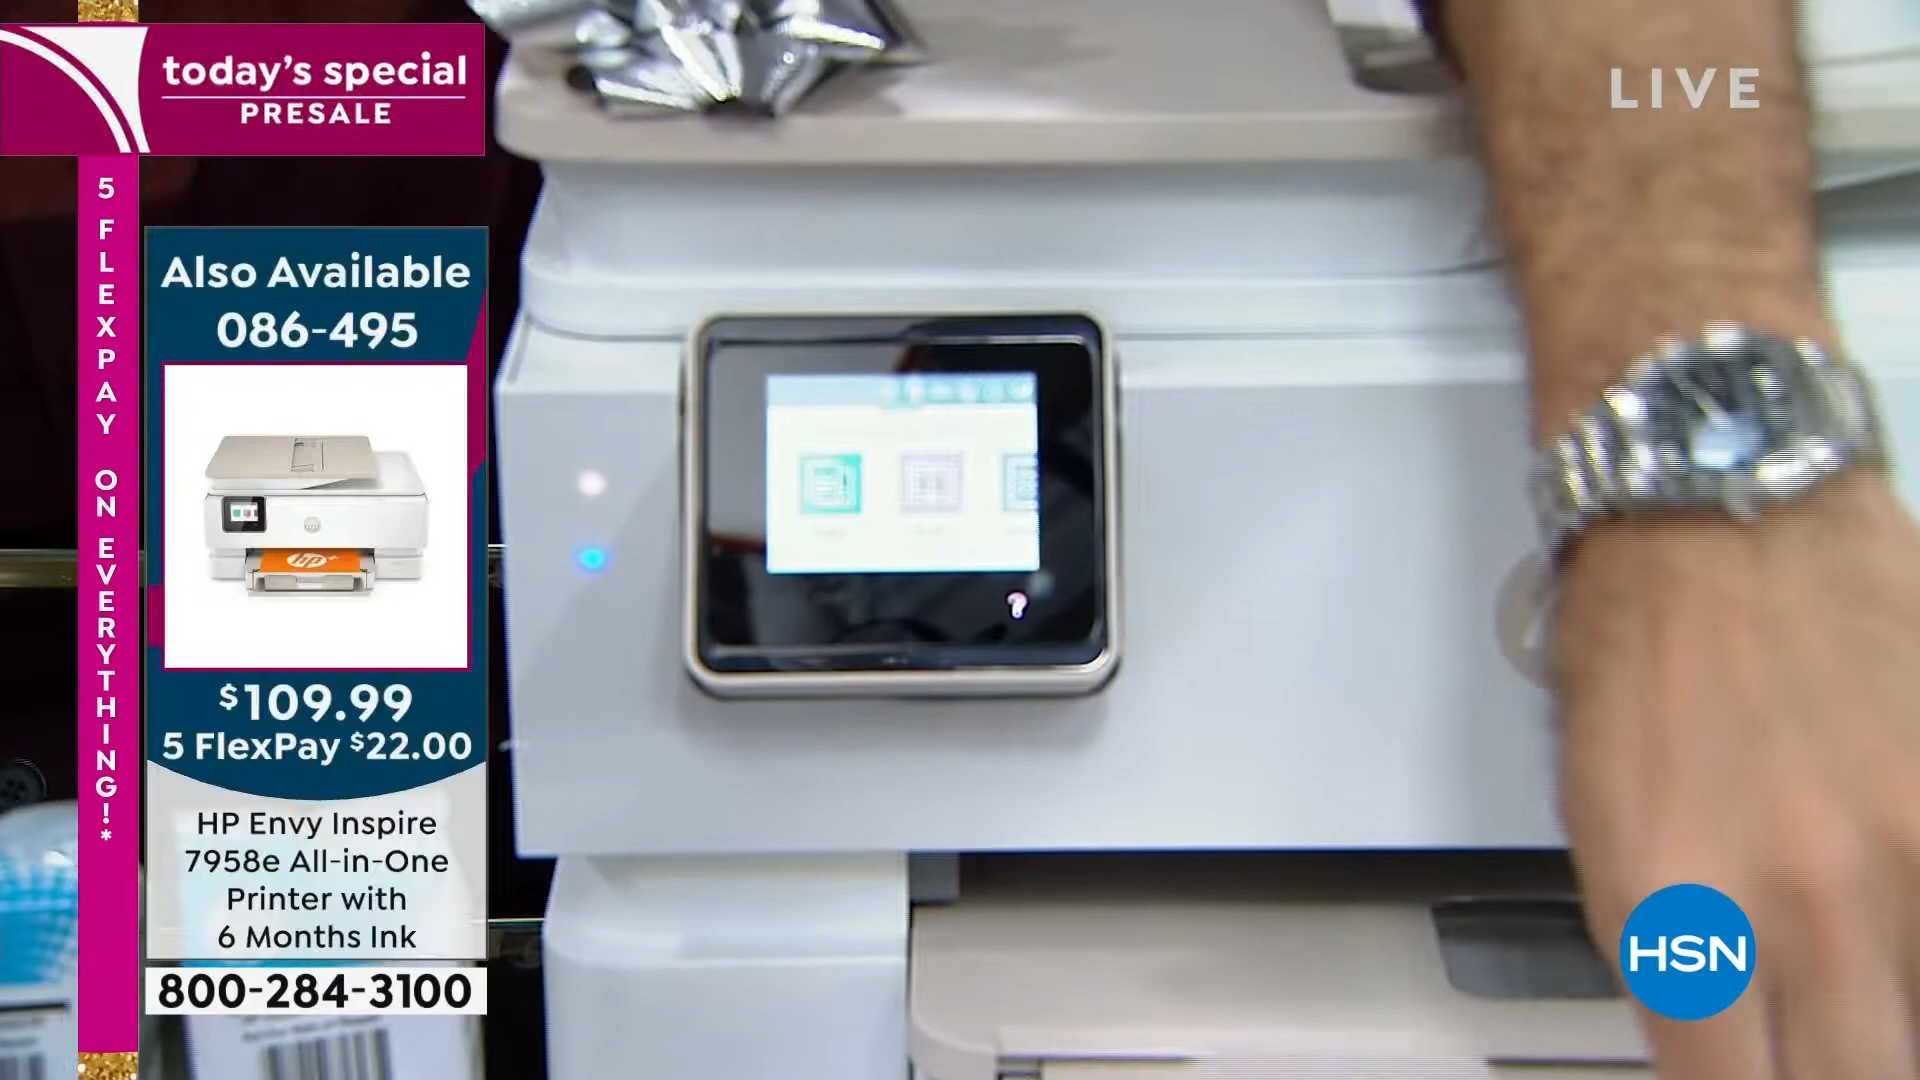 today's special
PRESALE
5 FLEXPAY ON EVERYTHING!*
Also Available
086-495
hp
$109.99
5 FlexPay $22.00
HP Envy Inspire
7958e All-in-One
Printer with
6 Months Ink
800-284-3100
LIVE
?
HSN